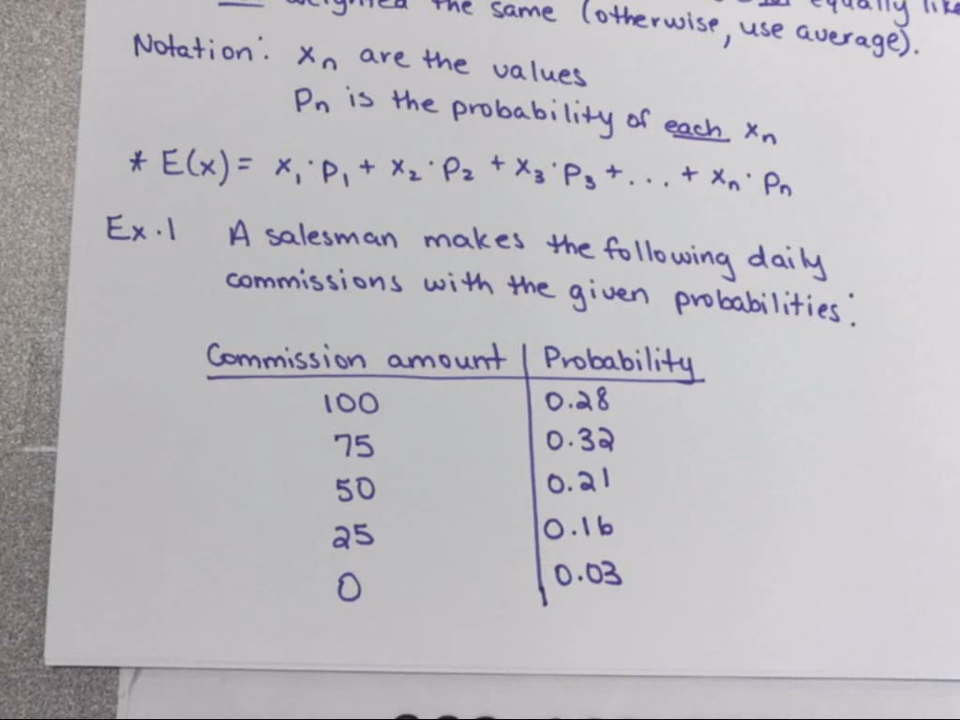 weighted the same (otherwise, use average).
Notation: xn are the values
Pn is the probability of each xn
* E(x) = x₁·p₁ + x₂·p₂ + x₃·p₃ + ... + xn·pn
Ex.1 A salesman makes the following daily
commissions with the given probabilities:
Commission amount | Probability
100 0.28
75 0.32
50 0.21
25 0.16
0 0.03